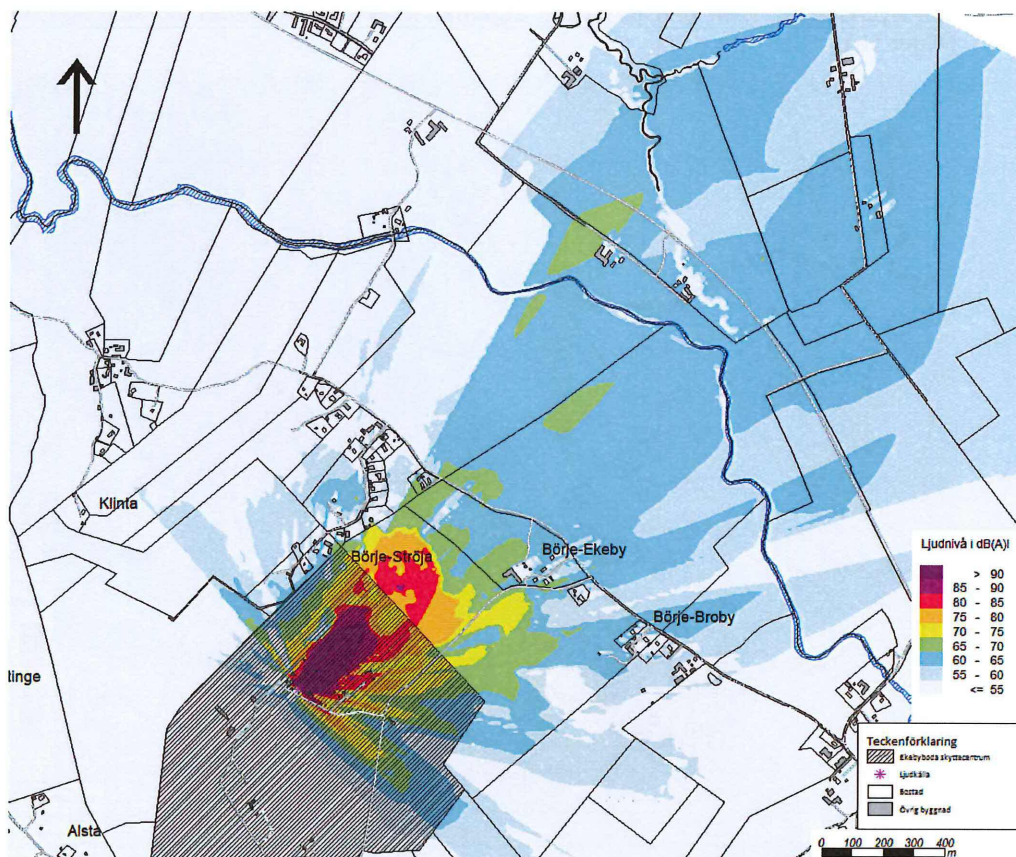 Klinta
Börje-Ströja
Börje-Ekeby
Börje-Broby
tinge
Alsta
Ljudnivå i dB(A)I
> 90
85 - 90
80 - 85
75 - 80
70 - 75
65 - 70
60 - 65
55 - 60
<= 55
Teckenförklaring
Ekebyboda skyttecentrum
Ljudkälla
Bostad
Övrig byggnad
0 100 200 300 400
m